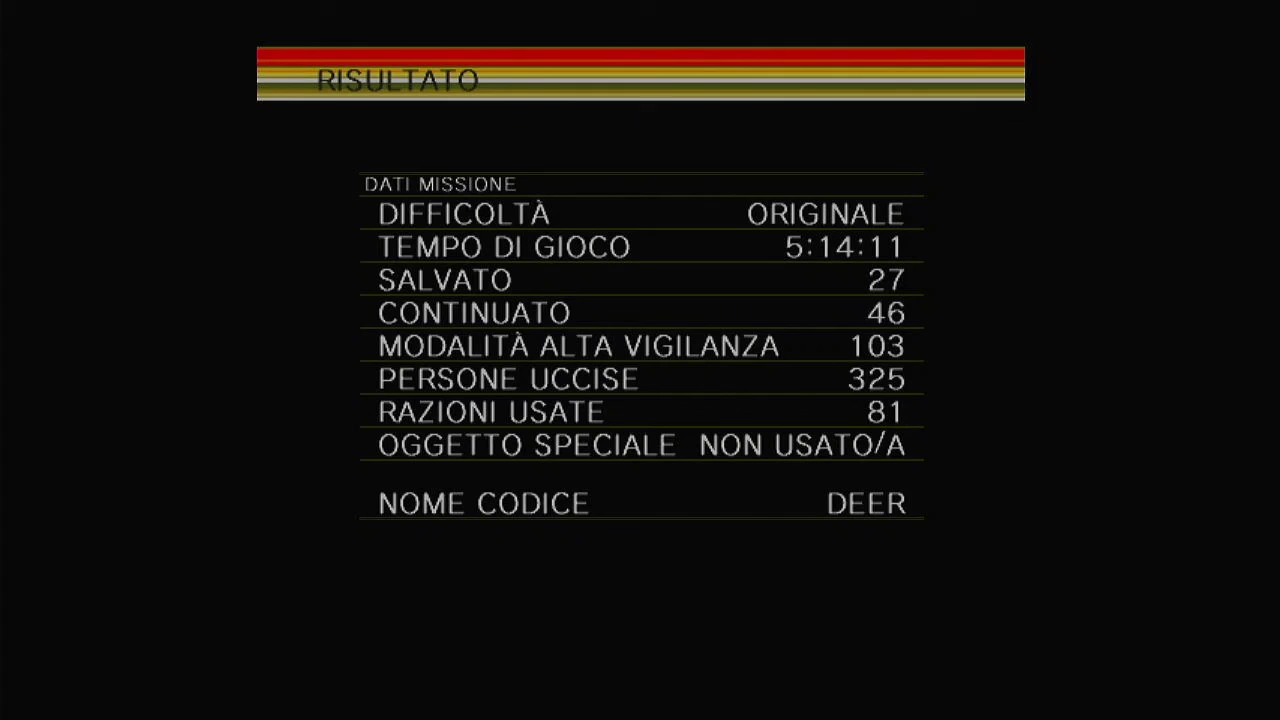 RISULTATO
DATI MISSIONE
DIFFICOLTÀ ORIGINALE
TEMPO DI GIOCO 5:14:11
SALVATO 27
CONTINUATO 46
MODALITÀ ALTA VIGILANZA 103
PERSONE UCCISE 325
RAZIONI USATE 81
OGGETTO SPECIALE NON USATO/A
NOME CODICE DEER